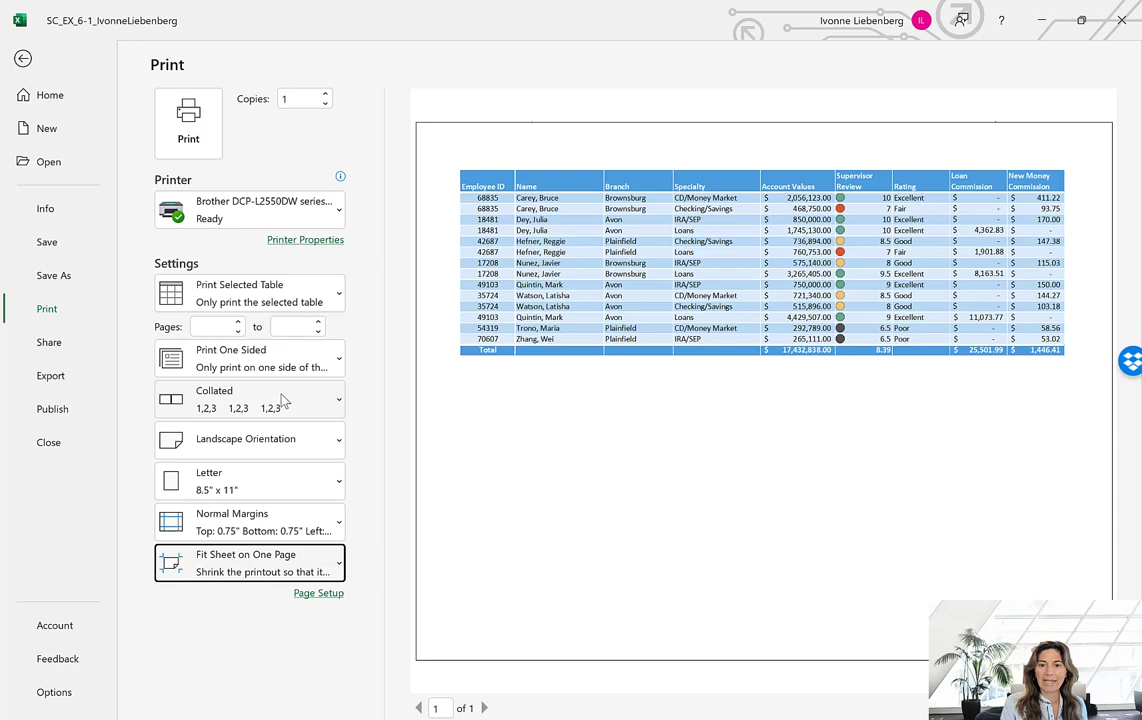 SC_EX_6-1_IvonneLiebenberg
Ivonne Liebenberg IL ?
Print
Home
New
Open
Info
Save
Save As
Print
Share
Export
Publish
Close
Account
Feedback
Options
Print
Copies: 1
Printer
Brother DCP-L2550DW series...
Ready
Printer Properties
Settings
Print Selected Table
Only print the selected table
Pages: to
Print One Sided
Only print on one side of th...
Collated
1,2,3 1,2,3 1,2,3
Landscape Orientation
Letter
8.5" x 11"
Normal Margins
Top: 0.75" Bottom: 0.75" Left:...
Fit Sheet on One Page
Shrink the printout so that it...
Page Setup
Supervisor Loan New Money
Employee ID Name Branch Specialty Account Values Review Rating Commission Commission
68835 Carey, Bruce Brownsburg CD/Money Market $ 2,056,123.00 10 Excellent $ - $ 411.22
68835 Carey, Bruce Brownsburg Checking/Savings $ 468,750.00 7 Fair $ - $ 93.75
18481 Dey, Julia Avon IRA/SEP $ 850,000.00 10 Excellent $ - $ 170.00
18481 Dey, Julia Avon Loans $ 1,745,130.00 10 Excellent $ 4,362.83 $ -
42687 Hefner, Reggie Plainfield Checking/Savings $ 736,894.00 8.5 Good $ - $ 147.38
42687 Hefner, Reggie Plainfield Loans $ 760,753.00 7 Fair $ 1,901.88 $ -
17208 Nunez, Javier Brownsburg IRA/SEP $ 575,140.00 8 Good $ - $ 115.03
17208 Nunez, Javier Brownsburg Loans $ 3,265,405.00 9.5 Excellent $ 8,163.51 $ -
49103 Quintin, Mark Avon IRA/SEP $ 750,000.00 9 Excellent $ - $ 150.00
35724 Watson, Latisha Avon CD/Money Market $ 721,340.00 8.5 Good $ - $ 144.27
35724 Watson, Latisha Avon Checking/Savings $ 515,896.00 8 Good $ - $ 103.18
49103 Quintin, Mark Avon Loans $ 4,429,507.00 9 Excellent $ 11,073.77 $ -
54319 Trono, Maria Plainfield CD/Money Market $ 292,789.00 6.5 Poor $ - $ 58.56
70607 Zhang, Wei Plainfield IRA/SEP $ 265,111.00 6.5 Poor $ - $ 53.02
Total $ 17,432,838.00 8.39 $ 25,501.99 $ 1,446.41
1 of 1